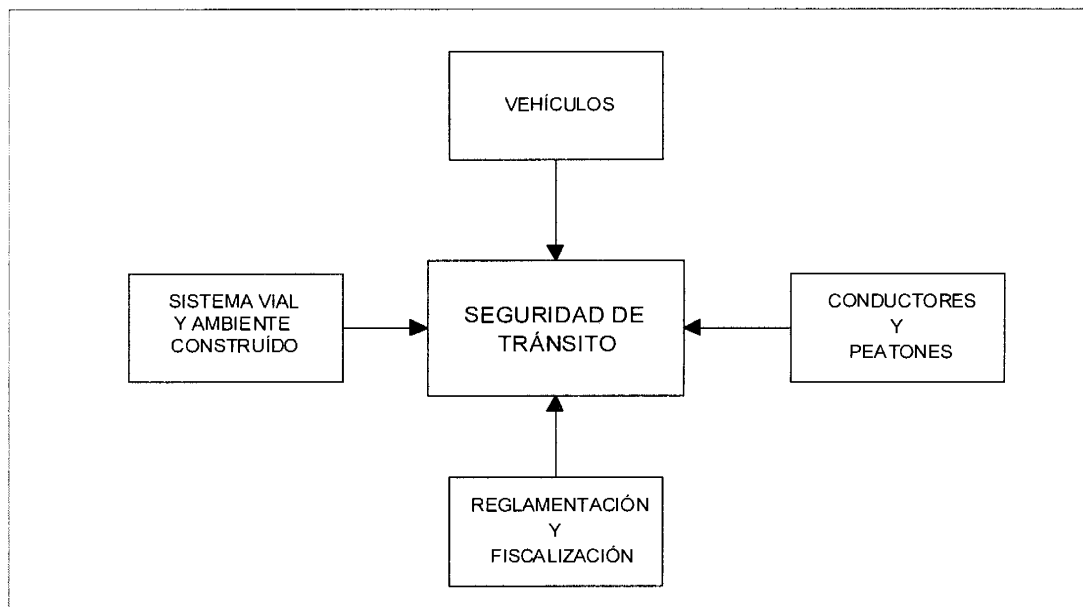 VEHÍCULOS
SISTEMA VIAL
Y AMBIENTE
CONSTRUÍDO
SEGURIDAD DE
TRÁNSITO
CONDUCTORES
Y
PEATONES
REGLAMENTACIÓN
Y
FISCALIZACIÓN